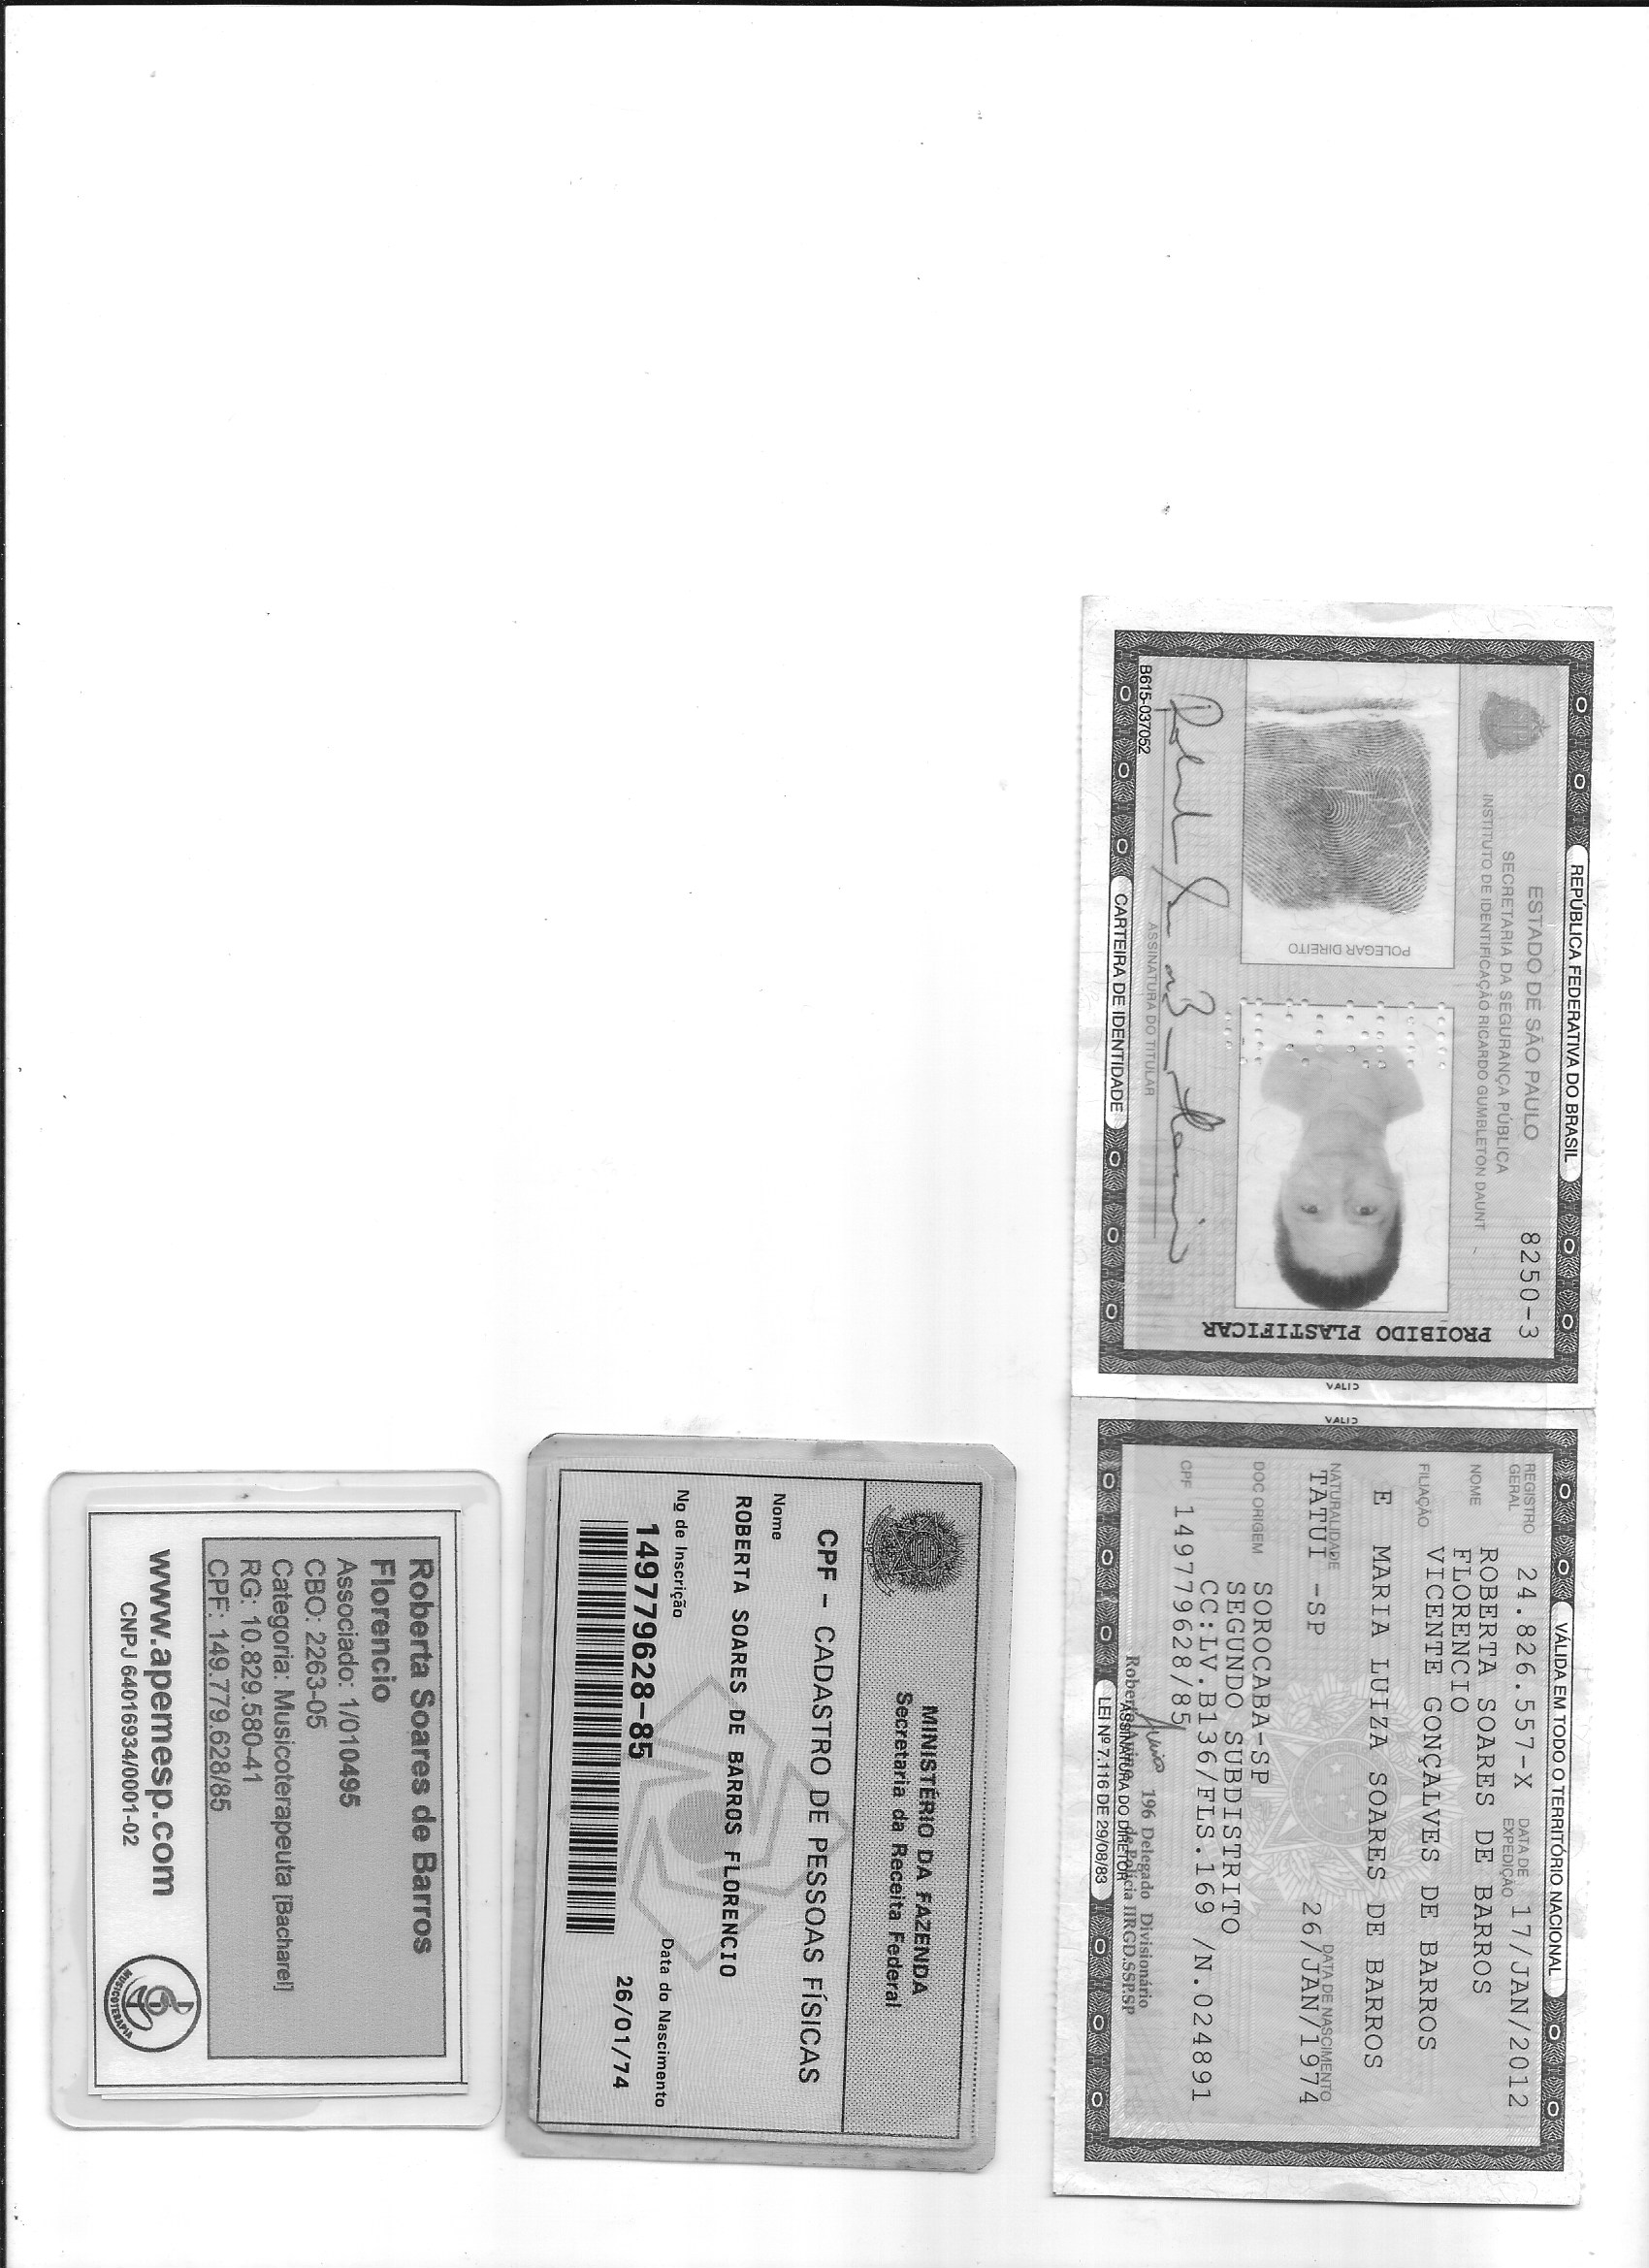 REPÚBLICA FEDERATIVA DO BRASIL
ESTADO DE SÃO PAULO
8250-3
SECRETARIA DA SEGURANÇA PÚBLICA
INSTITUTO DE IDENTIFICAÇÃO RICARDO GUMBLETON DAUNT
POLEGAR DIREITO
PROIBIDO PLASTIFICAR
ASSINATURA DO TITULAR
B615-037052
CARTEIRA DE IDENTIDADE
VÁLIDA EM TODO O TERRITÓRIO NACIONAL
REGISTRO GERAL 24.826.557-X DATA DE EXPEDIÇÃO 17/JAN/2012
NOME ROBERTA SOARES DE BARROS
FLORENCIO
FILIAÇÃO VICENTE GONÇALVES DE BARROS
E MARIA LUIZA SOARES DE BARROS
NATURALIDADE DATA DE NASCIMENTO
TATUI -SP 26/JAN/1974
DOC ORIGEM SOROCABA-SP
SEGUNDO SUBDISTRITO
CC:LV.B136/FLS.169 /N.024891
CPF 149779628/85
196 Delegado Divisionário
de Polícia IIRGD.SSP.SP
ASSINATURA DO DIRETOR
LEI Nº 7.116 DE 29/08/83
MINISTÉRIO DA FAZENDA
Secretaria da Receita Federal
CPF - CADASTRO DE PESSOAS FÍSICAS
Nome
ROBERTA SOARES DE BARROS FLORENCIO
No de Inscrição Data do Nascimento
149779628-85 26/01/74
Roberta Soares de Barros
Florencio
Associado: 1/010495
CBO: 2263-05
Categoria: Musicoterapeuta [Bacharel]
RG: 10.829.580-41
CPF: 149.779.628/85
www.apemesp.com
CNPJ 64016934/0001-02
MUSICOTERAPIA